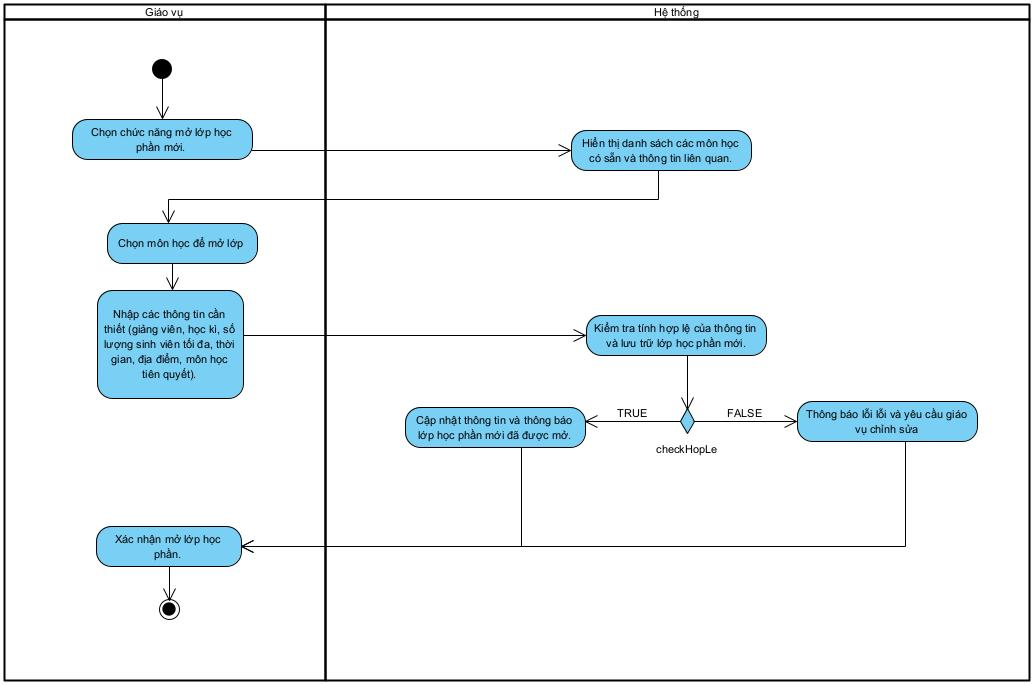 Giáo vụ
Hệ thống
Chọn chức năng mở lớp học
phần mới.
Hiển thị danh sách các môn học
có sẵn và thông tin liên quan.
Chọn môn học để mở lớp
Nhập các thông tin cần
thiết (giảng viên, học kì, số
lượng sinh viên tối đa, thời
gian, địa điểm, môn học
tiên quyết).
Kiểm tra tính hợp lệ của thông tin
và lưu trữ lớp học phần mới.
TRUE
FALSE
Cập nhật thông tin và thông báo
lớp học phần mới đã được mở.
Thông báo lỗi lỗi và yêu cầu giáo
vụ chỉnh sửa
checkHopLe
Xác nhận mở lớp học
phần.